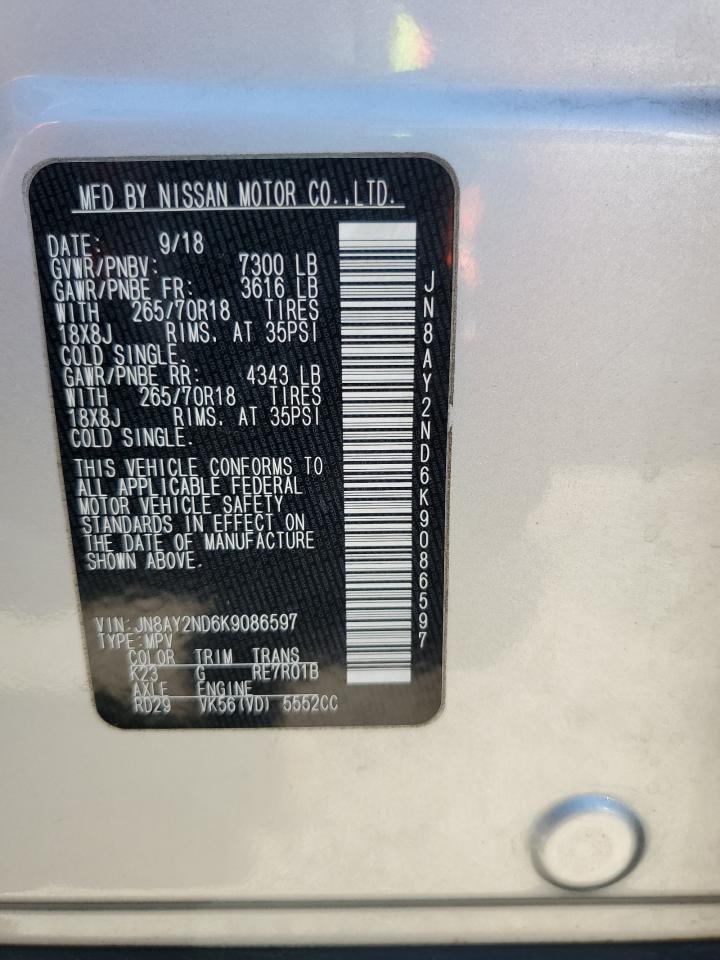 MFD BY NISSAN MOTOR CO.,LTD.
DATE: 9/18
GVWR/PNBV: 7300 LB
GAWR/PNBE FR: 3616 LB
WITH 265/70R18 TIRES
18X8J RIMS. AT 35PSI
COLD SINGLE.
GAWR/PNBE RR: 4343 LB
WITH 265/70R18 TIRES
18X8J RIMS. AT 35PSI
COLD SINGLE.
THIS VEHICLE CONFORMS TO
ALL APPLICABLE FEDERAL
MOTOR VEHICLE SAFETY
STANDARDS IN EFFECT ON
THE DATE OF MANUFACTURE
SHOWN ABOVE.
VIN:JN8AY2ND6K9086597
TYPE:MPV
COLOR TRIM TRANS
K23 G RE7R01B
AXLE ENGINE
RD29 VK56(VD) 5552CC
JN8AY2ND6K9086597